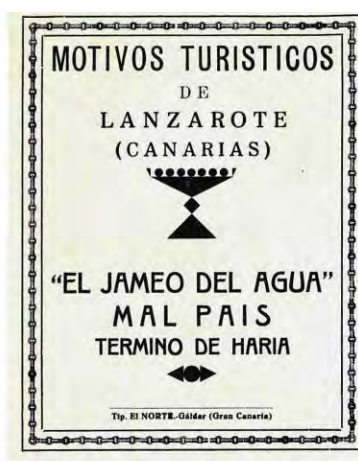 MOTIVOS TURISTICOS
DE
LANZAROTE
(CANARIAS)
"EL JAMEO DEL AGUA"
MAL PAIS
TERMINO DE HARIA
Tip. El NORTE.-Gáldar (Gran Canaria)